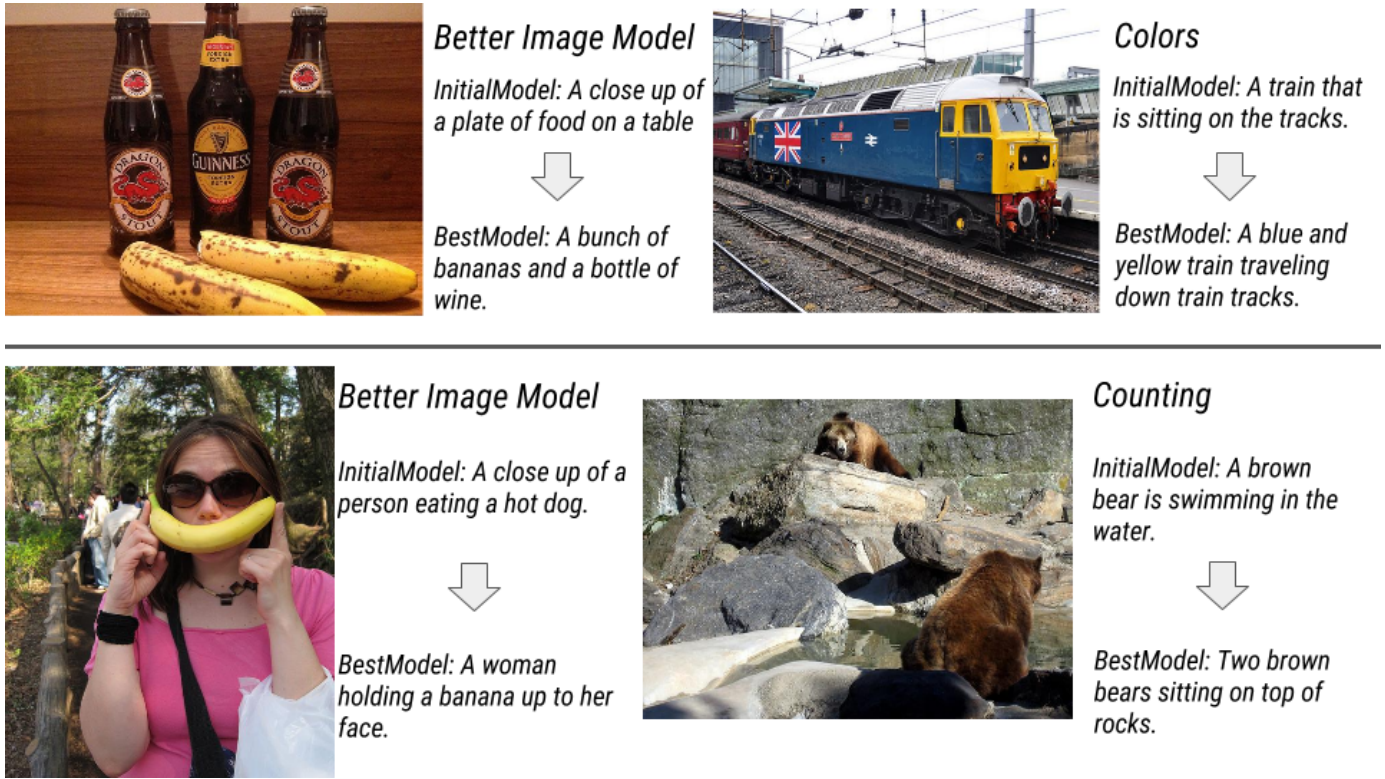 Better Image Model
InitialModel: A close up of
a plate of food on a table
BestModel: A bunch of
bananas and a bottle of
wine.
DRAGON
STOUT
GUINNESS
DRAGON
STOUT
Colors
InitialModel: A train that
is sitting on the tracks.
BestModel: A blue and
yellow train traveling
down train tracks.
Better Image Model
InitialModel: A close up of a
person eating a hot dog.
BestModel: A woman
holding a banana up to her
face.
Counting
InitialModel: A brown
bear is swimming in the
water.
BestModel: Two brown
bears sitting on top of
rocks.